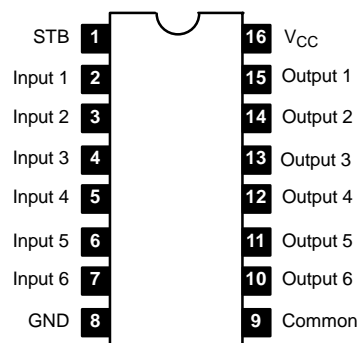 STB 1 16 VCC
Input 1 2 15 Output 1
Input 2 3 14 Output 2
Input 3 4 13 Output 3
Input 4 5 12 Output 4
Input 5 6 11 Output 5
Input 6 7 10 Output 6
GND 8 9 Common